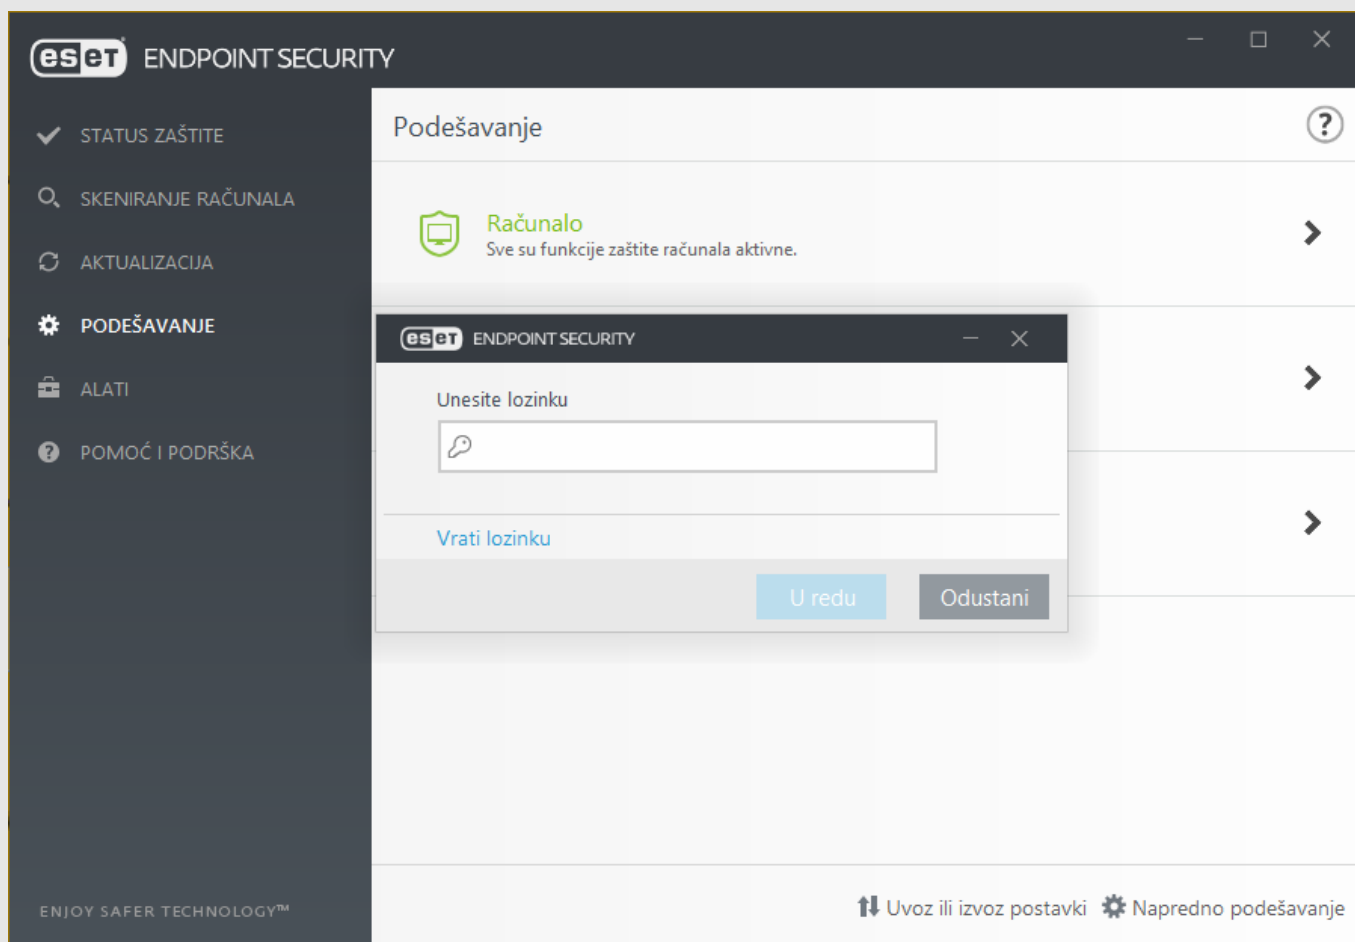 eset ENDPOINT SECURITY
STATUS ZAŠTITE
SKENIRANJE RAČUNALA
AKTUALIZACIJA
PODEŠAVANJE
ALATI
POMOĆ I PODRŠKA
ENJOY SAFER TECHNOLOGY™
Podešavanje
?
Računalo
Sve su funkcije zaštite računala aktivne.
eset ENDPOINT SECURITY
Unesite lozinku
Vrati lozinku
U redu Odustani
Uvoz ili izvoz postavki Napredno podešavanje